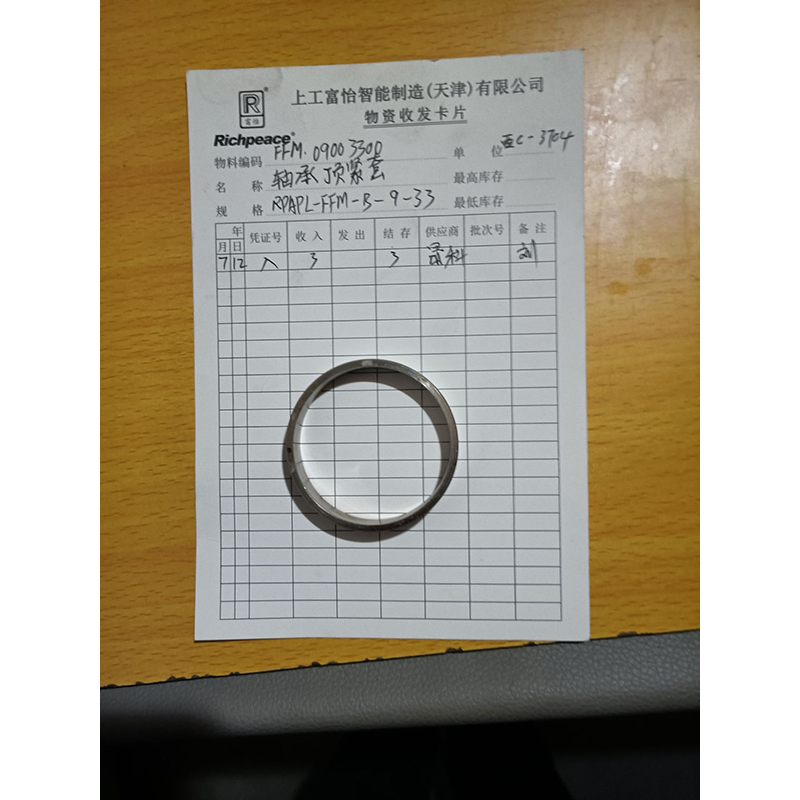 R
富怡
Richpeace
上工富怡智能制造(天津)有限公司
物资收发卡片
物料编码 FFM.09003300 单位 西C-3704
名称 轴承顶紧套 最高库存
规格 RPAPL-FFM-B-9-33 最低库存
年 月 日 凭证号 收入 发出 结存 供应商 批次号 备注
7 12 入 3 3 刘